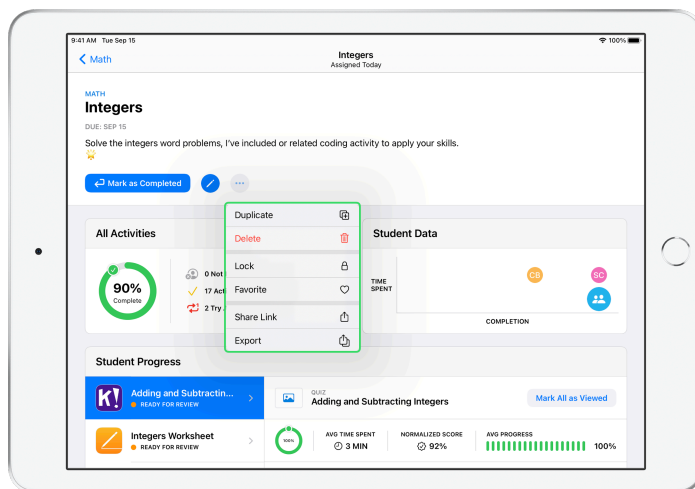 9:41 AM Tue Sep 15
100%
Math
Integers
Assigned Today
MATH
Integers
DUE: SEP 15
Solve the integers word problems, I've included or related coding activity to apply your skills.
Mark as Completed
Duplicate
Delete
Lock
Favorite
Share Link
Export
All Activities
90%
Complete
0 Not
17 Act
2 Try
Student Data
TIME
SPENT
CB
SC
COMPLETION
Student Progress
K!
Adding and Subtractin...
READY FOR REVIEW
Integers Worksheet
READY FOR REVIEW
QUIZ
Adding and Subtracting Integers
Mark All as Viewed
100%
AVG TIME SPENT
3 MIN
NORMALIZED SCORE
92%
AVG PROGRESS
100%